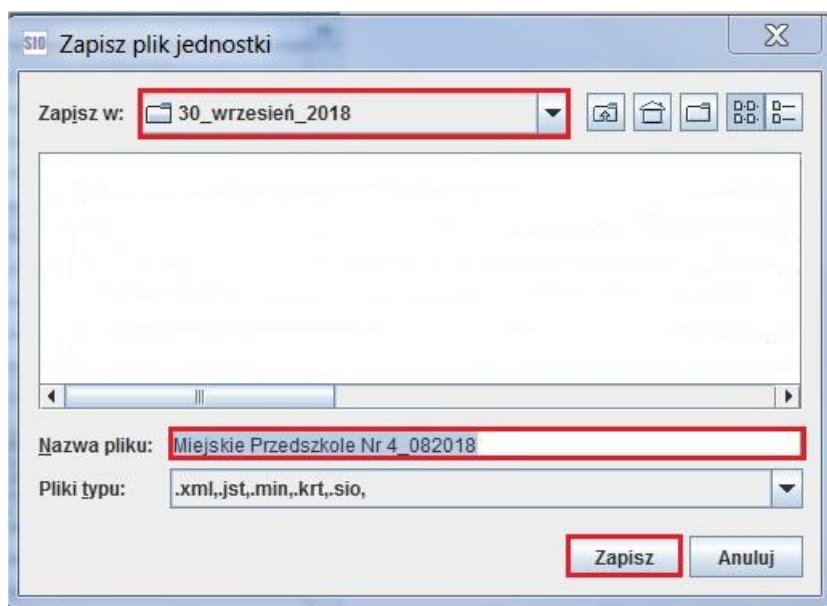 SIO Zapisz plik jednostki
Zapisz w: 30_wrzesień_2018
Nazwa pliku: Miejskie Przedszkole Nr 4_082018
Pliki typu: .xml,.jst,.min,.krt,.sio,
Zapisz Anuluj